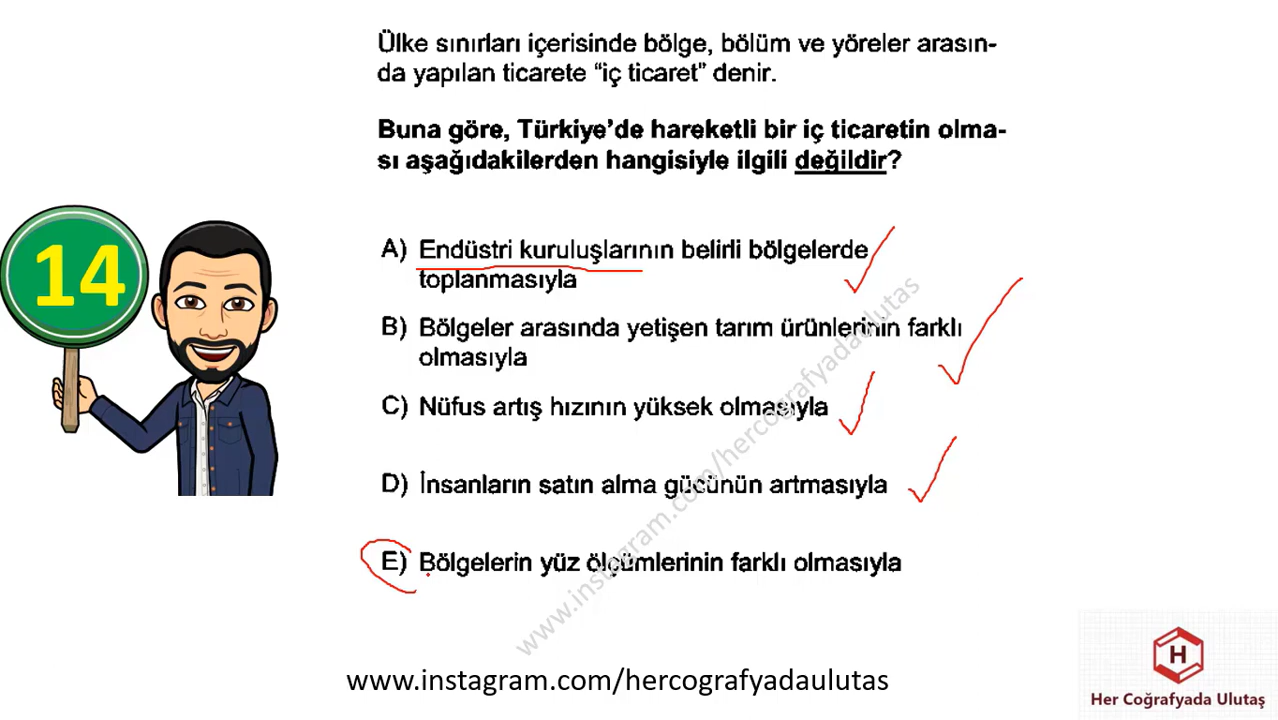 Ülke sınırları içerisinde bölge, bölüm ve yöreler arasın-
da yapılan ticarete “iç ticaret” denir.
Buna göre, Türkiye’de hareketli bir iç ticaretin olma-
sı aşağıdakilerden hangisiyle ilgili değildir?
14
A) Endüstri kuruluşlarının belirli bölgelerde
toplanmasıyla
B) Bölgeler arasında yetişen tarım ürünlerinin farklı
olmasıyla
C) Nüfus artış hızının yüksek olmasıyla
D) İnsanların satın alma gücünün artmasıyla
E) Bölgelerin yüz ölçümlerinin farklı olmasıyla
www.instagram.com/hercografyadaulutas
www.instagram.com/hercografyadaulutas
H
Her Coğrafyada Ulutaş